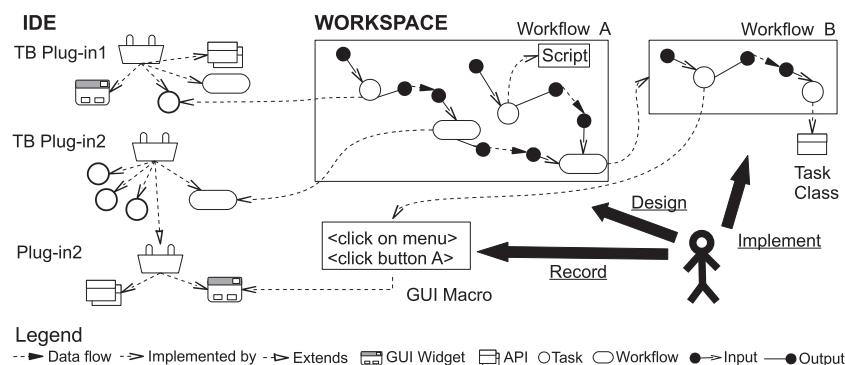 IDE
WORKSPACE
Workflow A
Workflow B
TB Plug-in1
Script
TB Plug-in2
Task
Class
Design
Implement
<click on menu>
<click button A>
Plug-in2
Record
GUI Macro
Legend
Data flow
Implemented by
Extends
GUI Widget
API
Task
Workflow
Input
Output